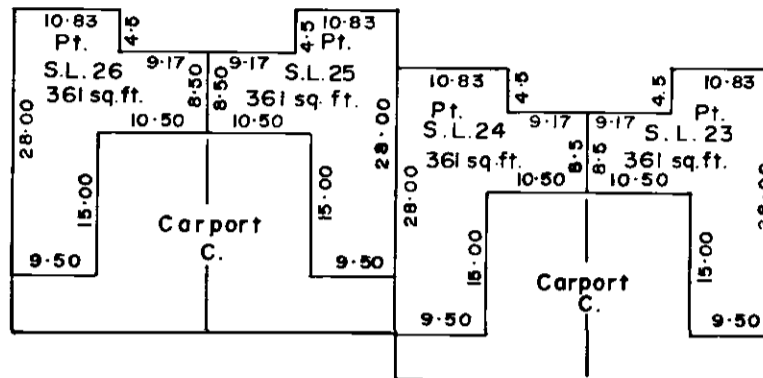 10.83
4.5
4.5
10.83
Pt.
Pt.
9.17
9.17
S.L. 26
S.L. 25
361 sq.ft.
361 sq.ft.
8.50
8.50
10.50
10.50
28.00
28.00
15.00
15.00
Carport
C.
9.50
9.50
10.83
4.5
4.5
10.83
Pt.
Pt.
9.17
9.17
S.L. 24
S.L. 23
361 sq.ft.
361 sq.ft.
8.5
8.5
10.50
10.50
28.00
28.00
15.00
15.00
Carport
C.
9.50
9.50